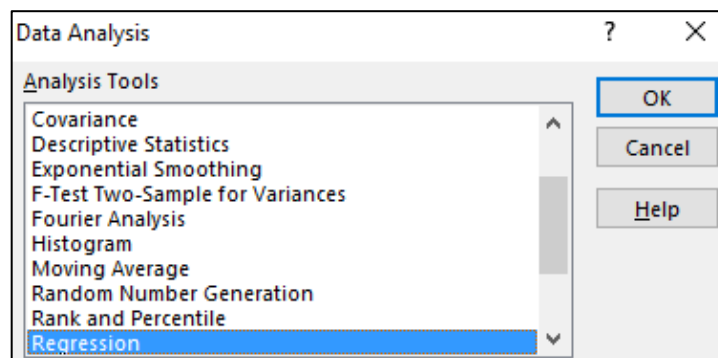 Data Analysis ? ×
Analysis Tools
Covariance
Descriptive Statistics
Exponential Smoothing
F-Test Two-Sample for Variances
Fourier Analysis
Histogram
Moving Average
Random Number Generation
Rank and Percentile
Regression
OK
Cancel
Help